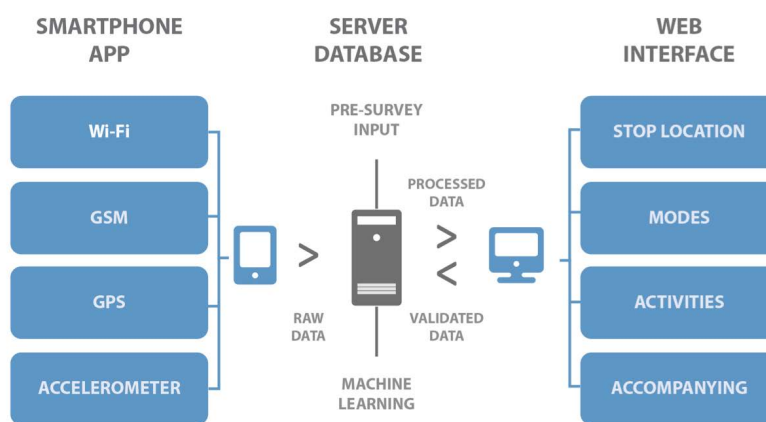 SMARTPHONE
APP
SERVER
DATABASE
WEB
INTERFACE
Wi-Fi
GSM
GPS
ACCELEROMETER
PRE-SURVEY
INPUT
PROCESSED
DATA
>
>
<
RAW
DATA
VALIDATED
DATA
MACHINE
LEARNING
STOP LOCATION
MODES
ACTIVITIES
ACCOMPANYING